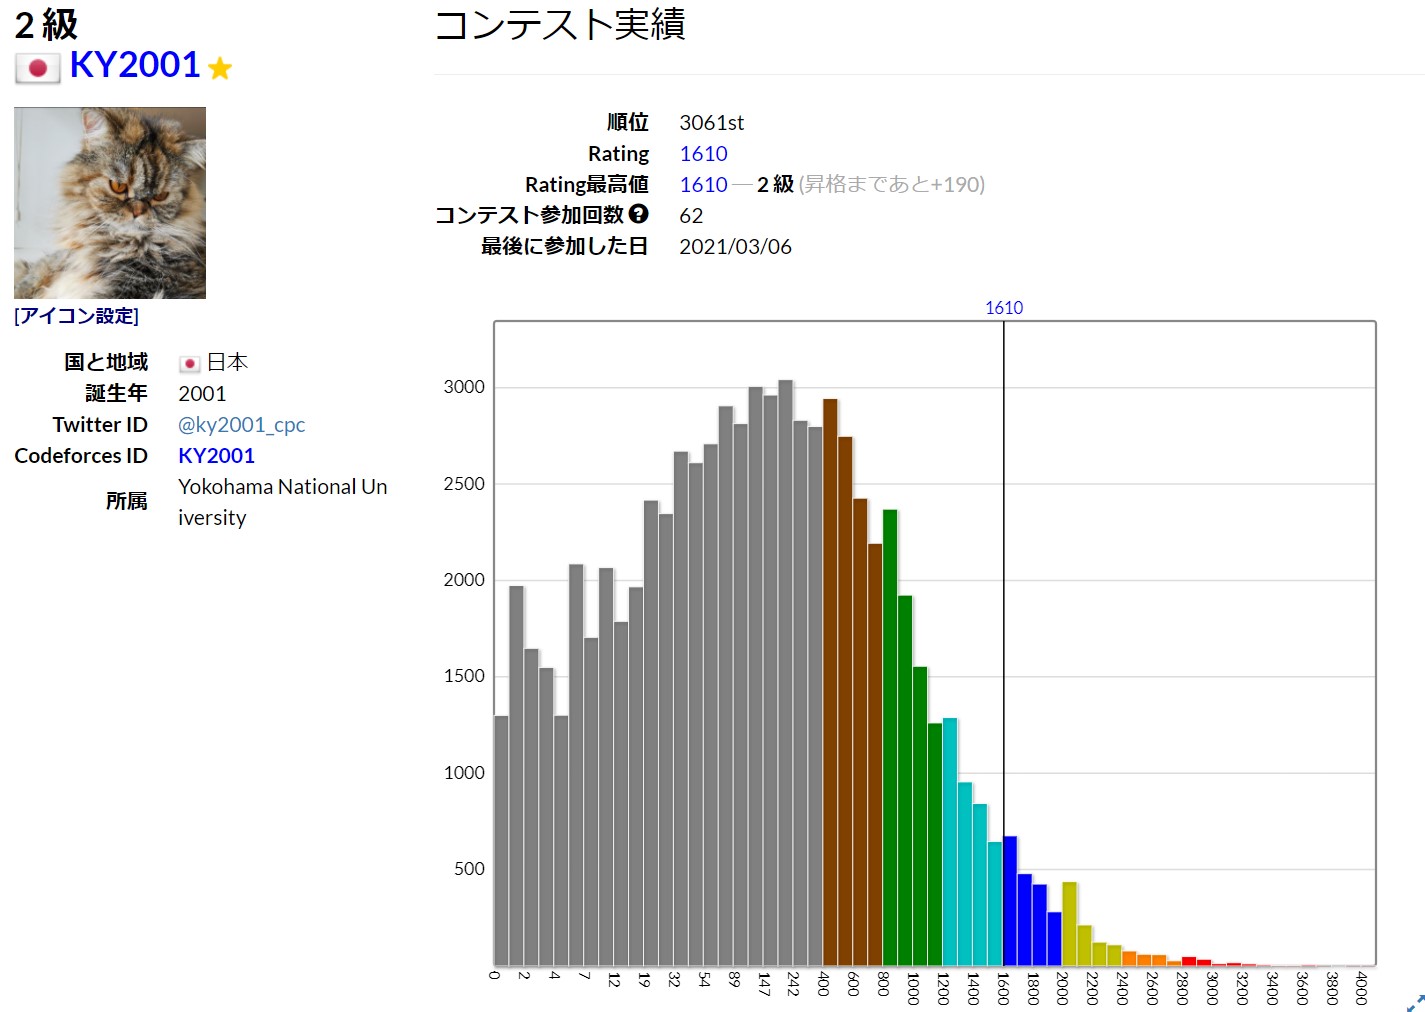 2 級
KY2001
[アイコン設定]
国と地域 日本
誕生年 2001
Twitter ID @ky2001_cpc
Codeforces ID KY2001
所属 Yokohama National Un
iversity
コンテスト実績
順位 3061st
Rating 1610
Rating最高値 1610 ― 2 級 (昇格まであと+190)
コンテスト参加回数 ? 62
最後に参加した日 2021/03/06
1610
3000
2500
2000
1500
1000
500
0 2 4 7 12 19 32 54 89 147 242 400 600 800 1000 1200 1400 1600 1800 2000 2200 2400 2600 2800 3000 3200 3400 3600 3800 4000